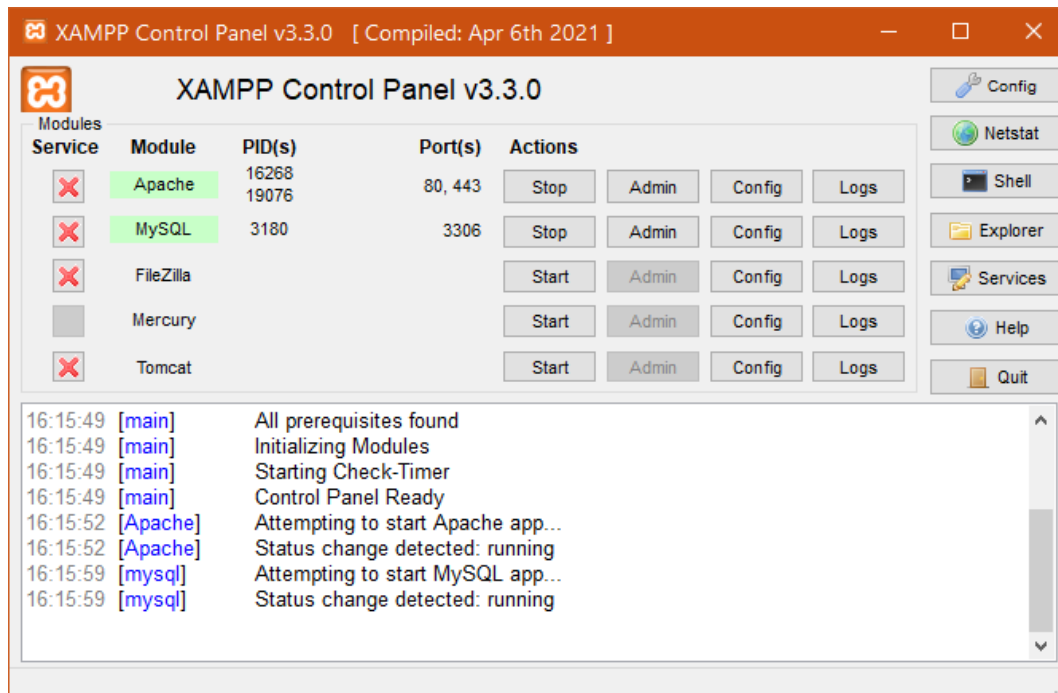 XAMPP Control Panel v3.3.0 [ Compiled: Apr 6th 2021 ]
XAMPP Control Panel v3.3.0
Config
Modules
Netstat
Service Module PID(s) Port(s) Actions
Apache 16268 19076 80, 443 Stop Admin Config Logs
Shell
MySQL 3180 3306 Stop Admin Config Logs
Explorer
FileZilla Start Admin Config Logs
Services
Mercury Start Admin Config Logs
Help
Tomcat Start Admin Config Logs
Quit
16:15:49 [main] All prerequisites found
16:15:49 [main] Initializing Modules
16:15:49 [main] Starting Check-Timer
16:15:49 [main] Control Panel Ready
16:15:52 [Apache] Attempting to start Apache app...
16:15:52 [Apache] Status change detected: running
16:15:59 [mysql] Attempting to start MySQL app...
16:15:59 [mysql] Status change detected: running